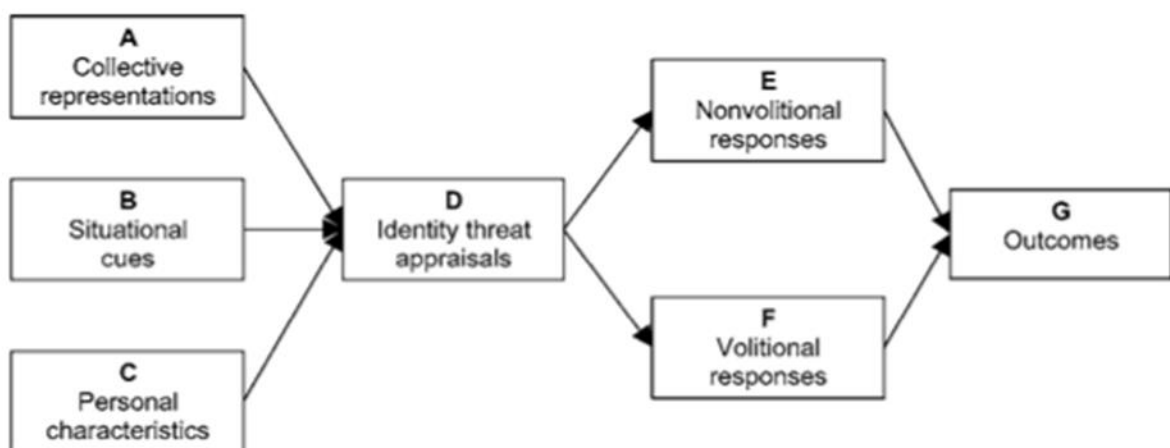 A
Collective
representations
B
Situational
cues
C
Personal
characteristics
D
Identity threat
appraisals
E
Nonvolitional
responses
F
Volitional
responses
G
Outcomes